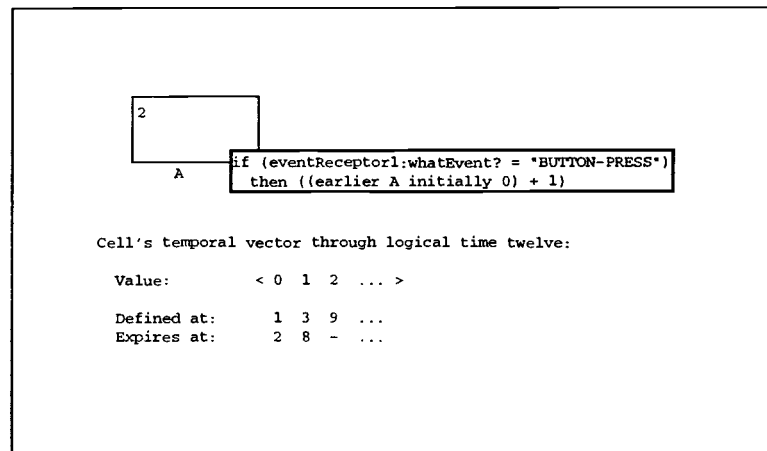 2
A
if (eventReceptor1:whatEvent? = "BUTTON-PRESS")
then ((earlier A initially 0) + 1)
Cell's temporal vector through logical time twelve:
Value: < 0 1 2 ... >
Defined at: 1 3 9 ...
Expires at: 2 8 - ...